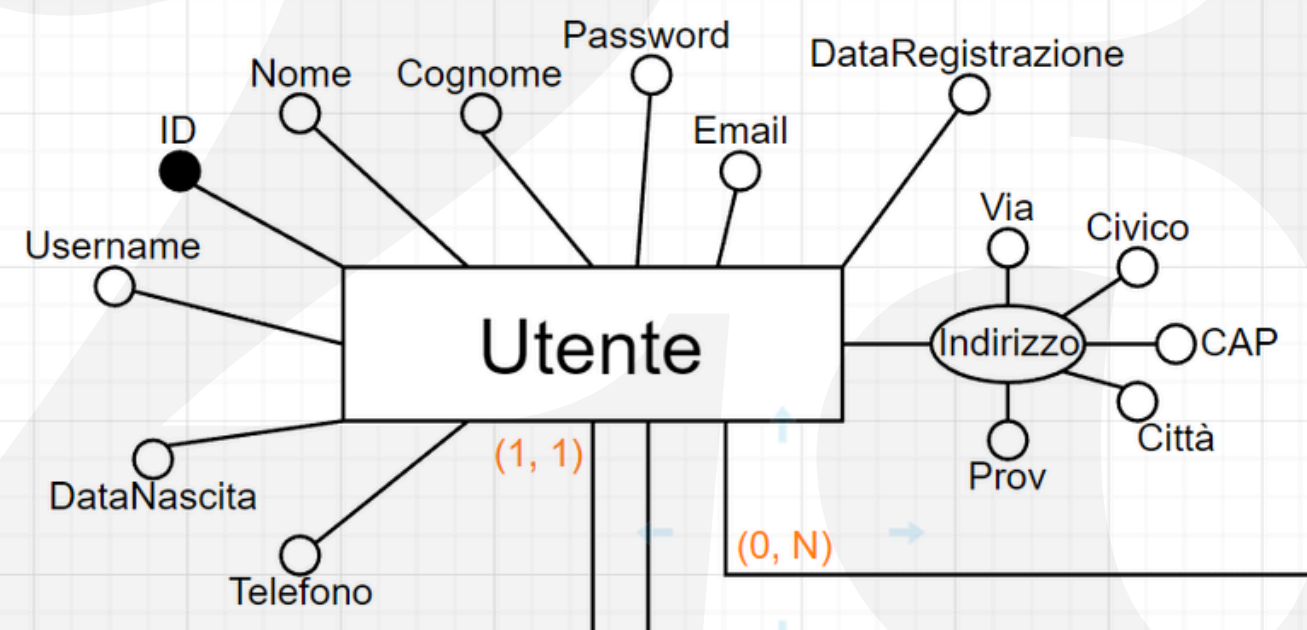 Password
DataRegistrazione
Nome
Cognome
ID
Email
Via
Civico
Username
Utente
Indirizzo
CAP
Città
(1, 1)
Prov
DataNascita
(0, N)
Telefono